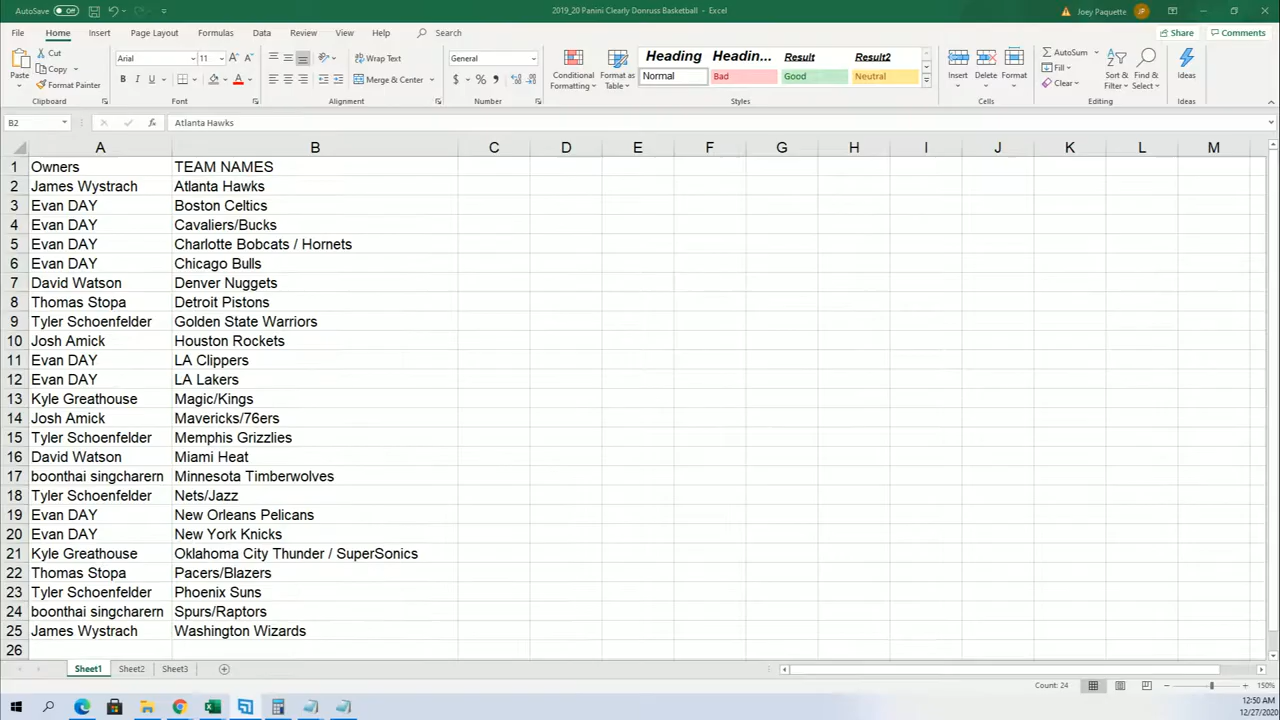 AutoSave Off 2019_20 Panini Clearly Donruss Basketball - Excel Joey Paquette JP
File Home Insert Page Layout Formulas Data Review View Help Search Share Comments
Paste Cut Copy Format Painter Clipboard
Arial 11 B I U A Font
Wrap Text Merge & Center Alignment
General $ % Number
Conditional Formatting Format as Table
Heading Headin... Result Result2
Normal Bad Good Neutral
Styles
Insert Delete Format Cells
AutoSum Fill Clear Sort & Filter Find & Select Editing
Ideas Ideas
B2 fx Atlanta Hawks
A B C D E F G H I J K L M
1 Owners TEAM NAMES
2 James Wystrach Atlanta Hawks
3 Evan DAY Boston Celtics
4 Evan DAY Cavaliers/Bucks
5 Evan DAY Charlotte Bobcats / Hornets
6 Evan DAY Chicago Bulls
7 David Watson Denver Nuggets
8 Thomas Stopa Detroit Pistons
9 Tyler Schoenfelder Golden State Warriors
10 Josh Amick Houston Rockets
11 Evan DAY LA Clippers
12 Evan DAY LA Lakers
13 Kyle Greathouse Magic/Kings
14 Josh Amick Mavericks/76ers
15 Tyler Schoenfelder Memphis Grizzlies
16 David Watson Miami Heat
17 boonthai singcharern Minnesota Timberwolves
18 Tyler Schoenfelder Nets/Jazz
19 Evan DAY New Orleans Pelicans
20 Evan DAY New York Knicks
21 Kyle Greathouse Oklahoma City Thunder / SuperSonics
22 Thomas Stopa Pacers/Blazers
23 Tyler Schoenfelder Phoenix Suns
24 boonthai singcharern Spurs/Raptors
25 James Wystrach Washington Wizards
26
Sheet1 Sheet2 Sheet3
Count: 24 150%
12:50 AM
12/27/2020